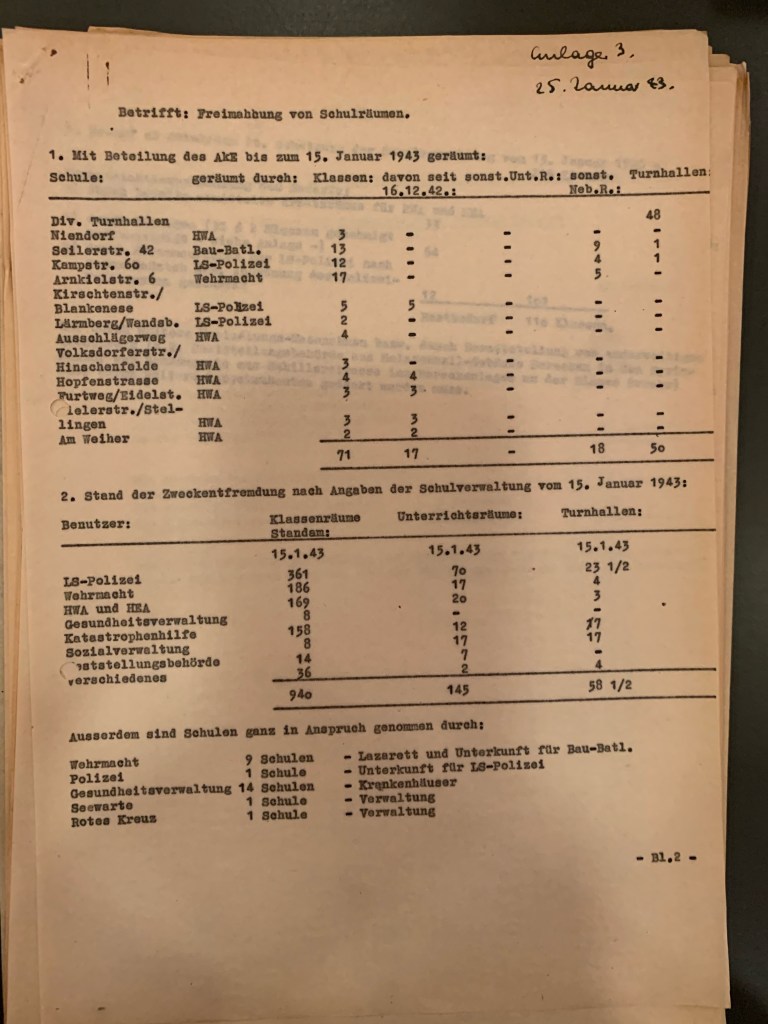 Anlage 3.
25. Januar 43.
Betrifft: Freimahhung von Schulräumen.
1. Mit Beteilung des AkE bis zum 15. Januar 1943 geräumt:
Schule: geräumt durch: Klassen: davon seit sonst.Unt.R.: sonst. Turnhallen:
16.12.42.: Neb.R.:
Div. Turnhallen 48
Niendorf HWA 3 - - - -
Seilerstr. 42 Bau-Batl. 13 - - 9 1
Kampstr. 6o LS-Polizei 12 - - 4 1
Arnkielstr. 6 Wehrmacht 17 - - 5 -
Kirschtenstr./
Blankenese LS-Polizei 5 5 - - -
Lärmberg/Wandsb. LS-Polizei 2 - - - -
Ausschlägerweg HWA 4 - - - -
Volksdorferstr./
Hinschenfelde HWA 3 - - - -
Hopfenstrasse HWA 4 4 - - -
Wurtweg/Eidelst. HWA 3 3 - - -
ielerstr./Stel-
lingen HWA 3 3 - - -
Am Weiher HWA 2 2 - - -
71 17 - 18 5o
2. Stand der Zweckentfremdung nach Angaben der Schulverwaltung vom 15. Januar 1943:
Benutzer: Klassenräume Unterrichtsräume: Turnhallen:
Standam:
15.1.43 15.1.43 15.1.43
LS-Polizei 361 7o 23 1/2
Wehrmacht 186 17 4
HWA und HEA 169 2o 3
Gesundheitsverwaltung 8 - -
Katastrophenhilfe 158 12 17
Sozialverwaltung 8 17 17
eststellungsbehörde 14 7 -
verschiedenes 36 2 4
94o 145 58 1/2
Ausserdem sind Schulen ganz in Anspruch genommen durch:
Wehrmacht 9 Schulen - Lazarett und Unterkunft für Bau-Batl.
Polizei 1 Schule - Unterkunft für LS-Polizei
Gesundheitsverwaltung 14 Schulen - Krankenhäuser
Seewarte 1 Schule - Verwaltung
Rotes Kreuz 1 Schule - Verwaltung
- Bl.2 -